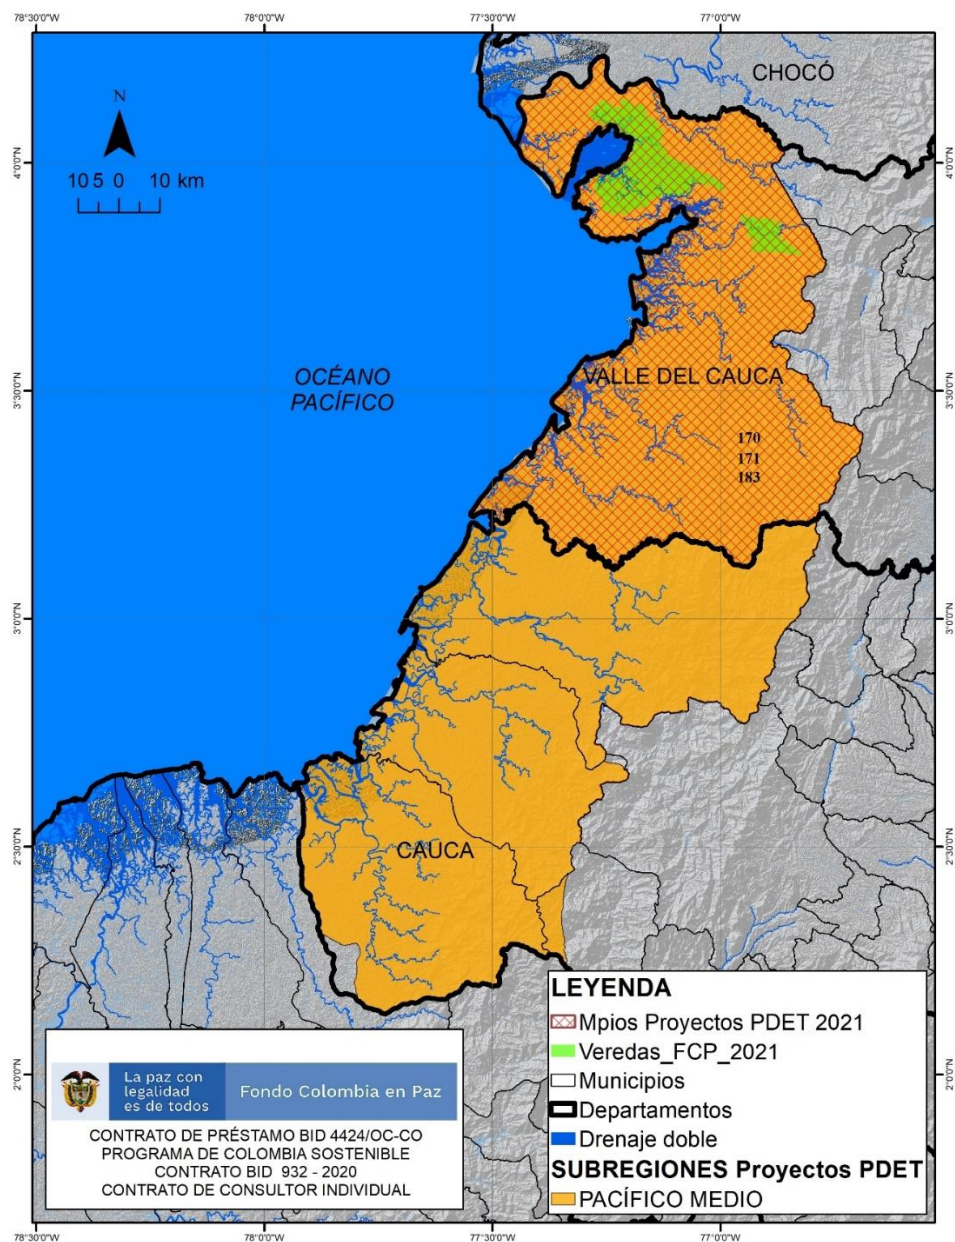 78°30'0"W
78°0'0"W
77°30'0"W
77°0'0"W
CHOCÓ
N
4°0'0"N
4°0'0"N
10 5 0 10 km
OCÉANO
PACÍFICO
VALLE DEL CAUCA
3°30'0"N
3°30'0"N
170
171
183
3°0'0"N
3°0'0"N
CAUCA
2°30'0"N
2°30'0"N
LEYENDA
Mpios Proyectos PDET 2021
Veredas_FCP_2021
Municipios
Departamentos
Drenaje doble
SUBREGIONES Proyectos PDET
PACÍFICO MEDIO
La paz con
legalidad
es de todos
Fondo Colombia en Paz
CONTRATO DE PRÉSTAMO BID 4424/OC-CO
PROGRAMA DE COLOMBIA SOSTENIBLE
CONTRATO BID 932 - 2020
CONTRATO DE CONSULTOR INDIVIDUAL
2°0'0"N
2°0'0"N
78°30'0"W
78°0'0"W
77°30'0"W
77°0'0"W